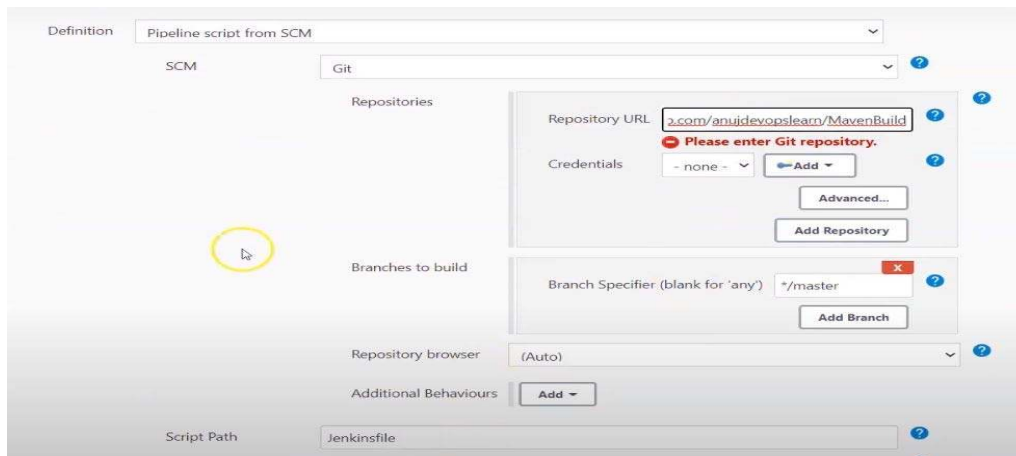 Definition Pipeline script from SCM
SCM Git
Repositories
Repository URL b.com/anujdevopslearn/MavenBuild
Please enter Git repository.
Credentials - none - Add
Advanced...
Add Repository
Branches to build X
Branch Specifier (blank for 'any') */master
Add Branch
Repository browser (Auto)
Additional Behaviours Add
Script Path Jenkinsfile